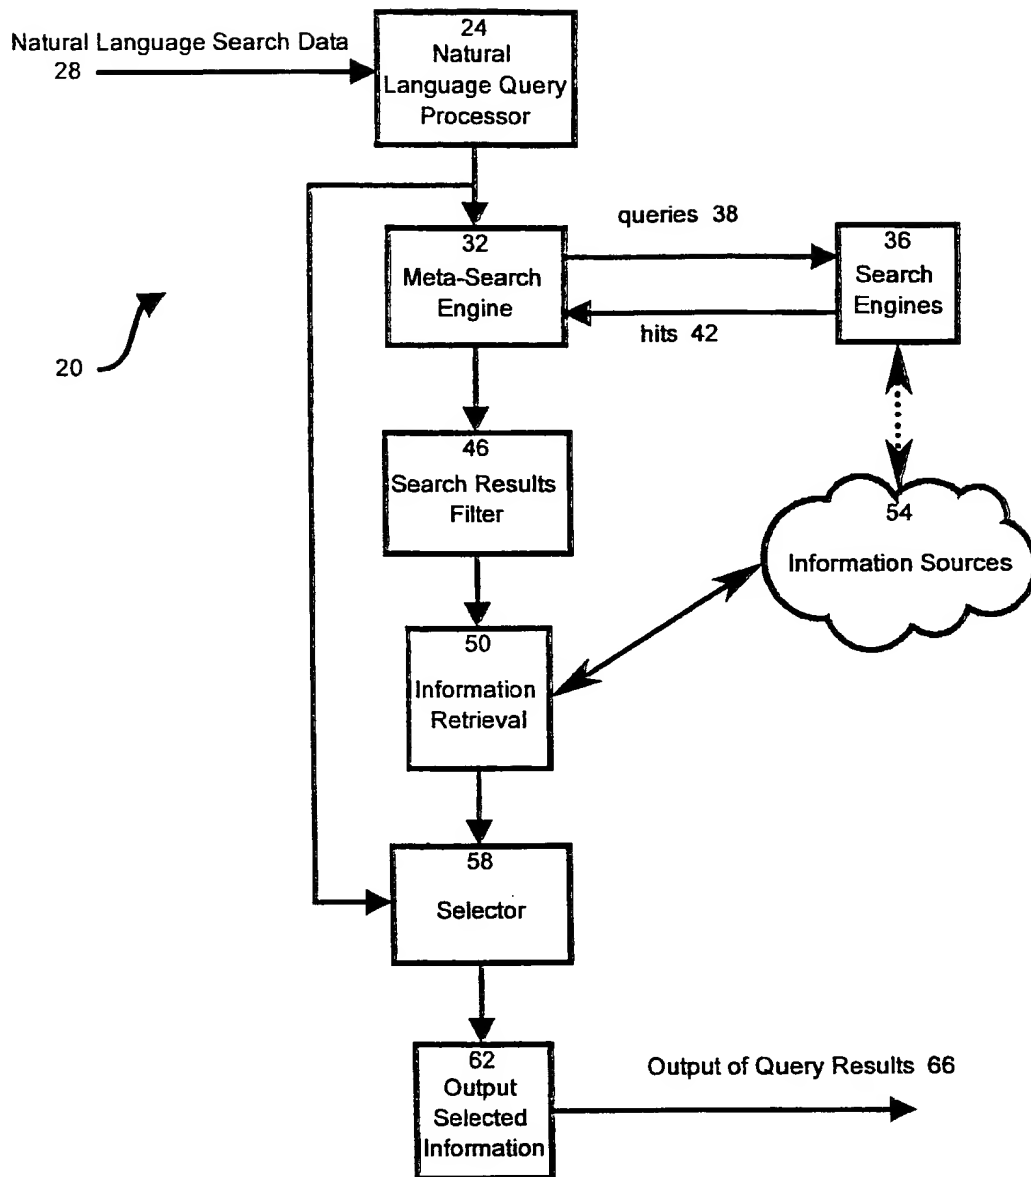 Natural Language Search Data
28
24
Natural
Language Query
Processor
queries 38
32
Meta-Search
Engine
36
Search
Engines
hits 42
20
46
Search Results
Filter
54
Information Sources
50
Information
Retrieval
58
Selector
62
Output
Selected
Information
Output of Query Results 66